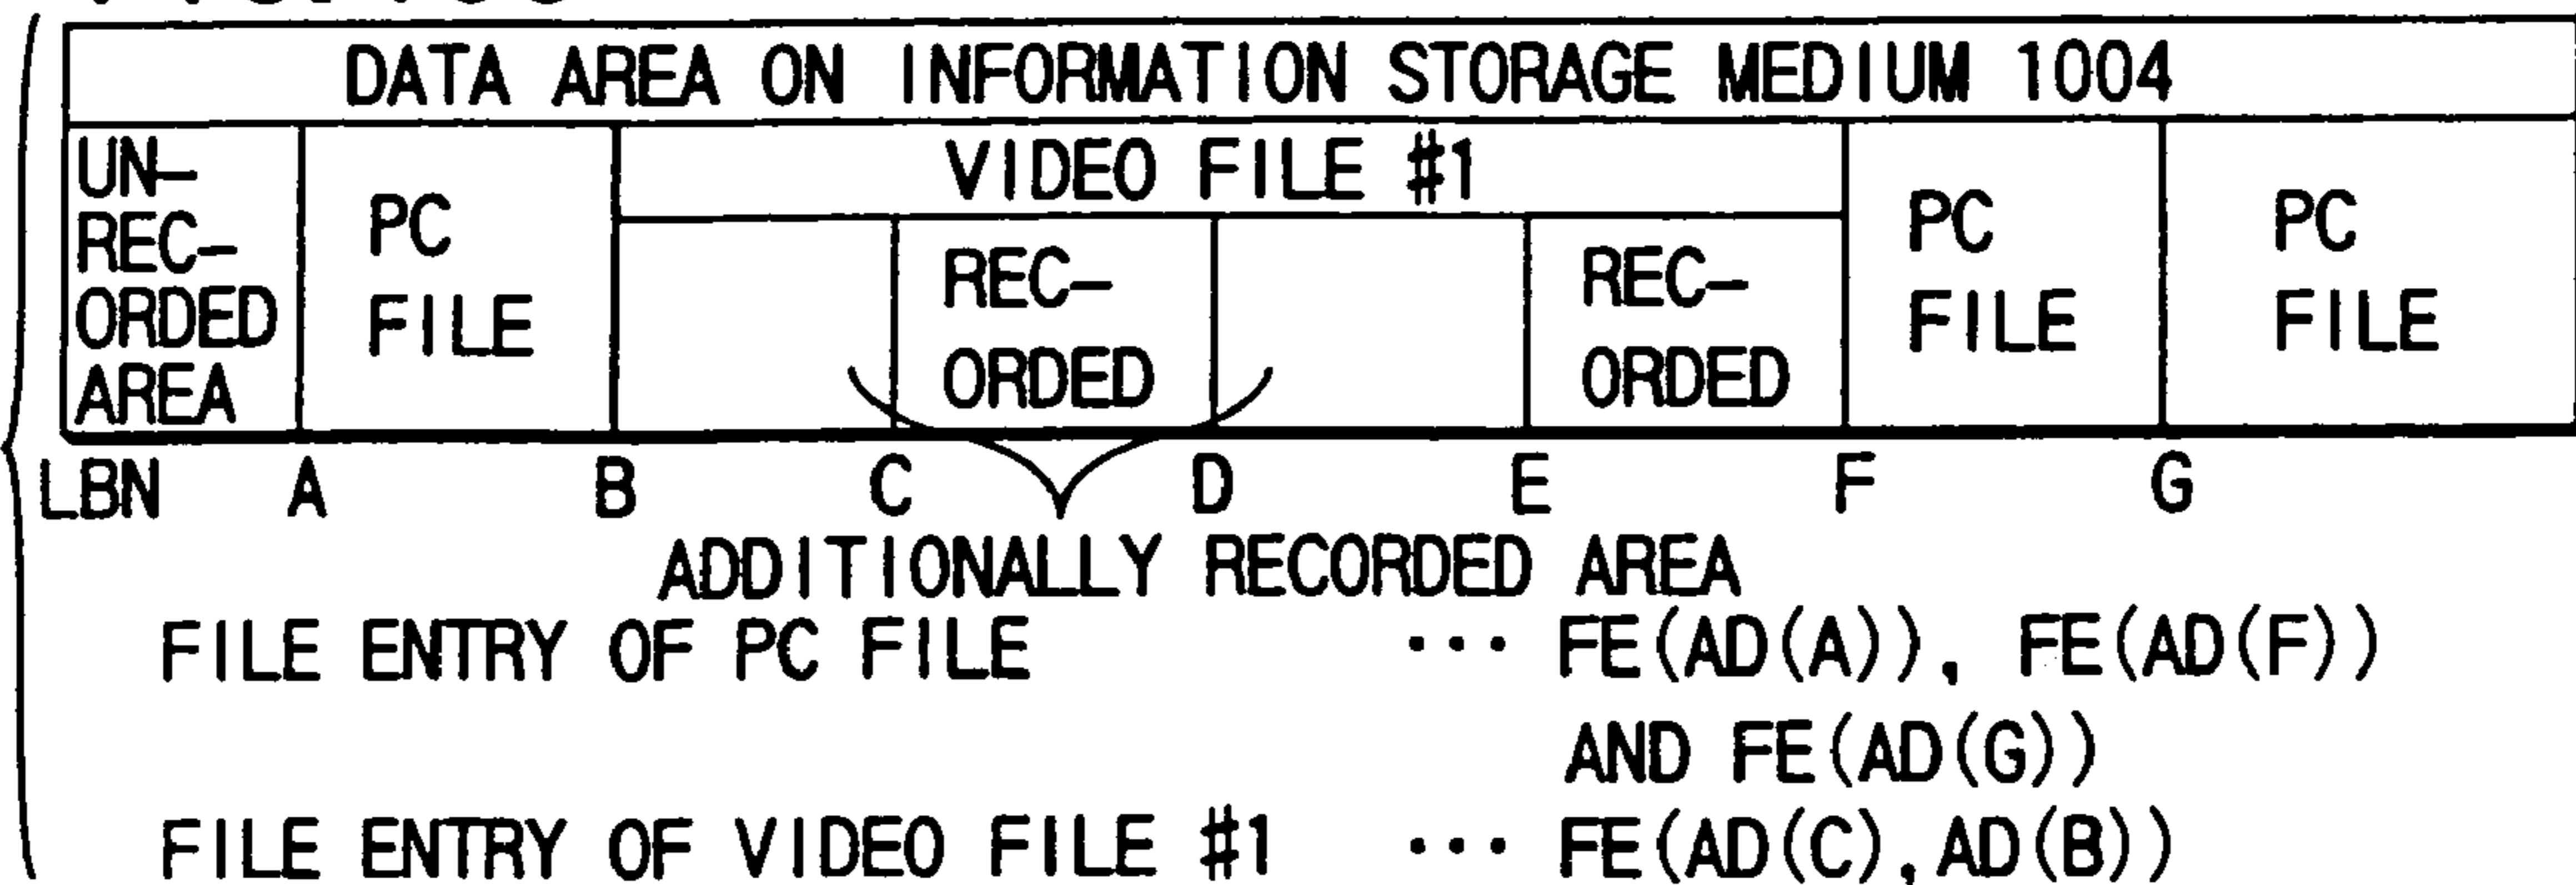 DATA AREA ON INFORMATION STORAGE MEDIUM 1004
UN-
REC-
ORDED
AREA
PC
FILE
VIDEO FILE #1
REC-
ORDED
REC-
ORDED
PC
FILE
PC
FILE
LBN A B C D E F G
ADDITIONALLY RECORDED AREA
FILE ENTRY OF PC FILE ··· FE(AD(A)), FE(AD(F))
AND FE(AD(G))
FILE ENTRY OF VIDEO FILE #1 ··· FE(AD(C),AD(B))